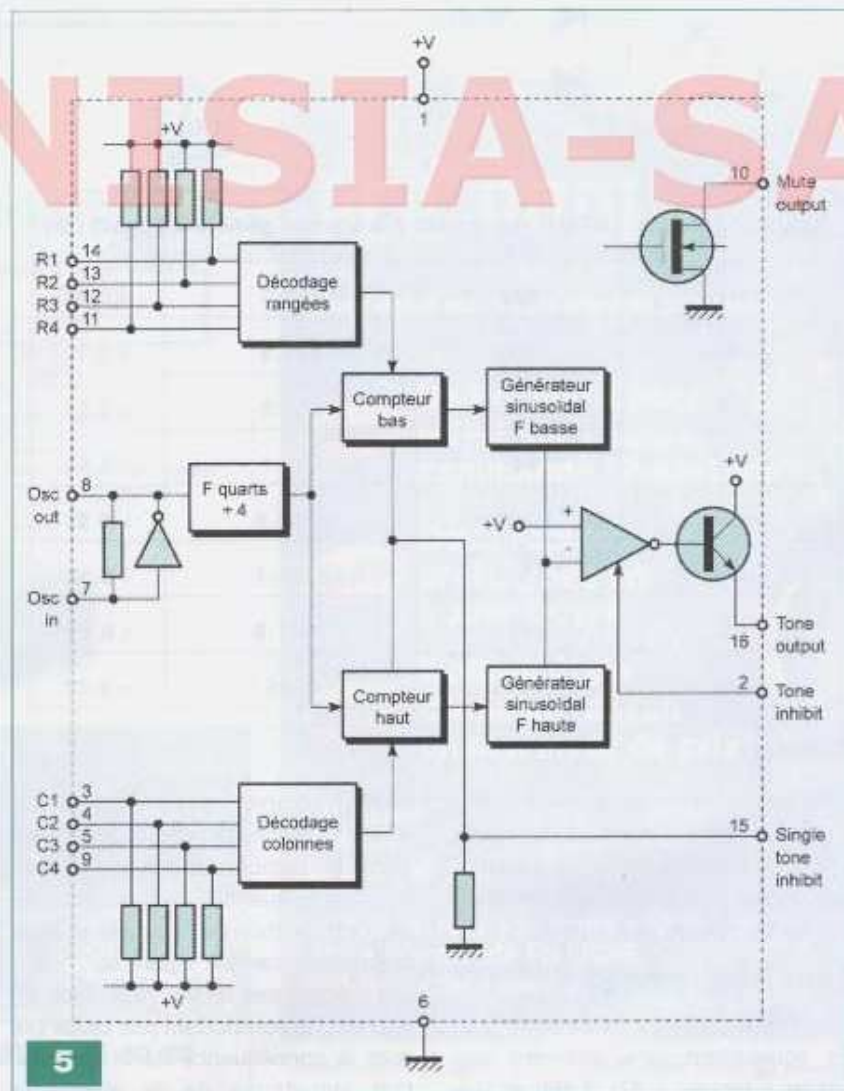 +V
1
NISIA-SA
+V
10
Mute
output
R1
14
R2
13
R3
12
R4
11
Décodage
rangées
Compteur
bas
Générateur
sinusoïdal
F basse
Osc
out
8
F quarts
÷ 4
+V
+V
+
-
Osc
in
7
16
Tone
output
Compteur
haut
Générateur
sinusoïdal
F haute
2
Tone
inhibit
C1
3
C2
4
C3
5
C4
9
Décodage
colonnes
15
Single
tone
inhibit
+V
6
5